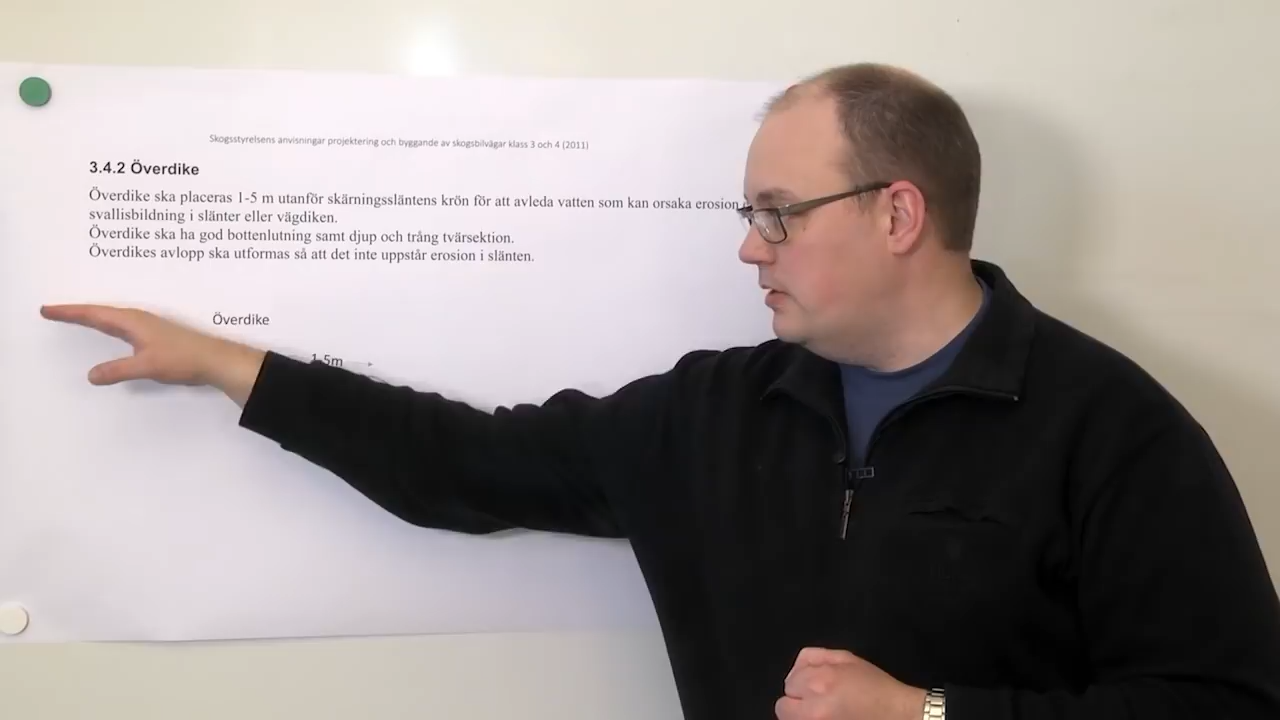 Skogsstyrelsens anvisningar projektering och byggande av skogsbilvägar klass 3 och 4 (2011)
3.4.2 Överdike
Överdike ska placeras 1-5 m utanför skärningssläntens krön för att avleda vatten som kan orsaka erosion
svallisbildning i slänter eller vägdiken.
Överdike ska ha god bottenlutning samt djup och trång tvärsektion.
Överdikes avlopp ska utformas så att det inte uppstår erosion i slänten.
Överdike
1-5m